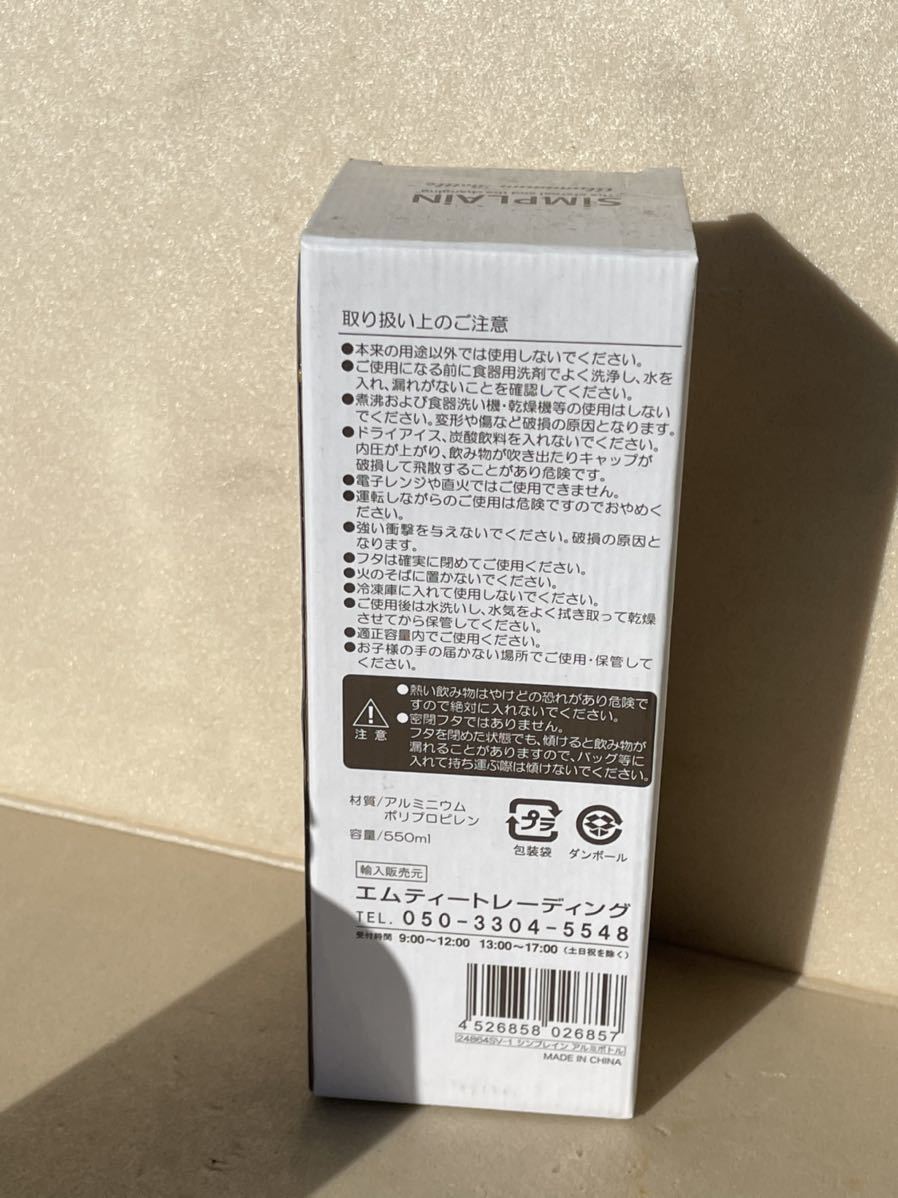 SiMPLAiN
"The eternal and the changing"
Aluminum Bottle
取り扱い上のご注意
●本来の用途以外では使用しないでください。
●ご使用になる前に食器用洗剤でよく洗浄し、水を
入れ、漏れがないことを確認してください。
●煮沸および食器洗い機・乾燥機等の使用はしない
でください。変形や傷など破損の原因となります。
●ドライアイス、炭酸飲料を入れないでください。
内圧が上がり、飲み物が吹き出たりキャップが
破損して飛散することがあり危険です。
●電子レンジや直火ではご使用できません。
●運転しながらのご使用は危険ですのでおやめく
ださい。
●強い衝撃を与えないでください。破損の原因と
なります。
●フタは確実に閉めてご使用ください。
●火のそばに置かないでください。
●冷凍庫に入れて使用しないでください。
●ご使用後は水洗いし、水気をよく拭き取って乾燥
させてから保管してください。
●適正容量内でご使用ください。
●お子様の手の届かない場所でご使用・保管して
ください。
注意
●熱い飲み物はやけどの恐れがあり危険で
すので絶対に入れないでください。
●密閉フタではありません。
フタを閉めた状態でも、傾けると飲み物が
漏れることがありますので、バッグ等に
入れて持ち運ぶ際は傾けないでください。
材質/アルミニウム
ポリプロピレン
容量/550ml
プラ
包装袋
ダンボール
輸入販売元
エムティートレーディング
TEL. 050-3304-5548
受付時間 9:00〜12:00 13:00〜17:00（土日祝を除く）
4 526858 026857
24864SV-1 シンプレイン アルミボトル
MADE IN CHINA